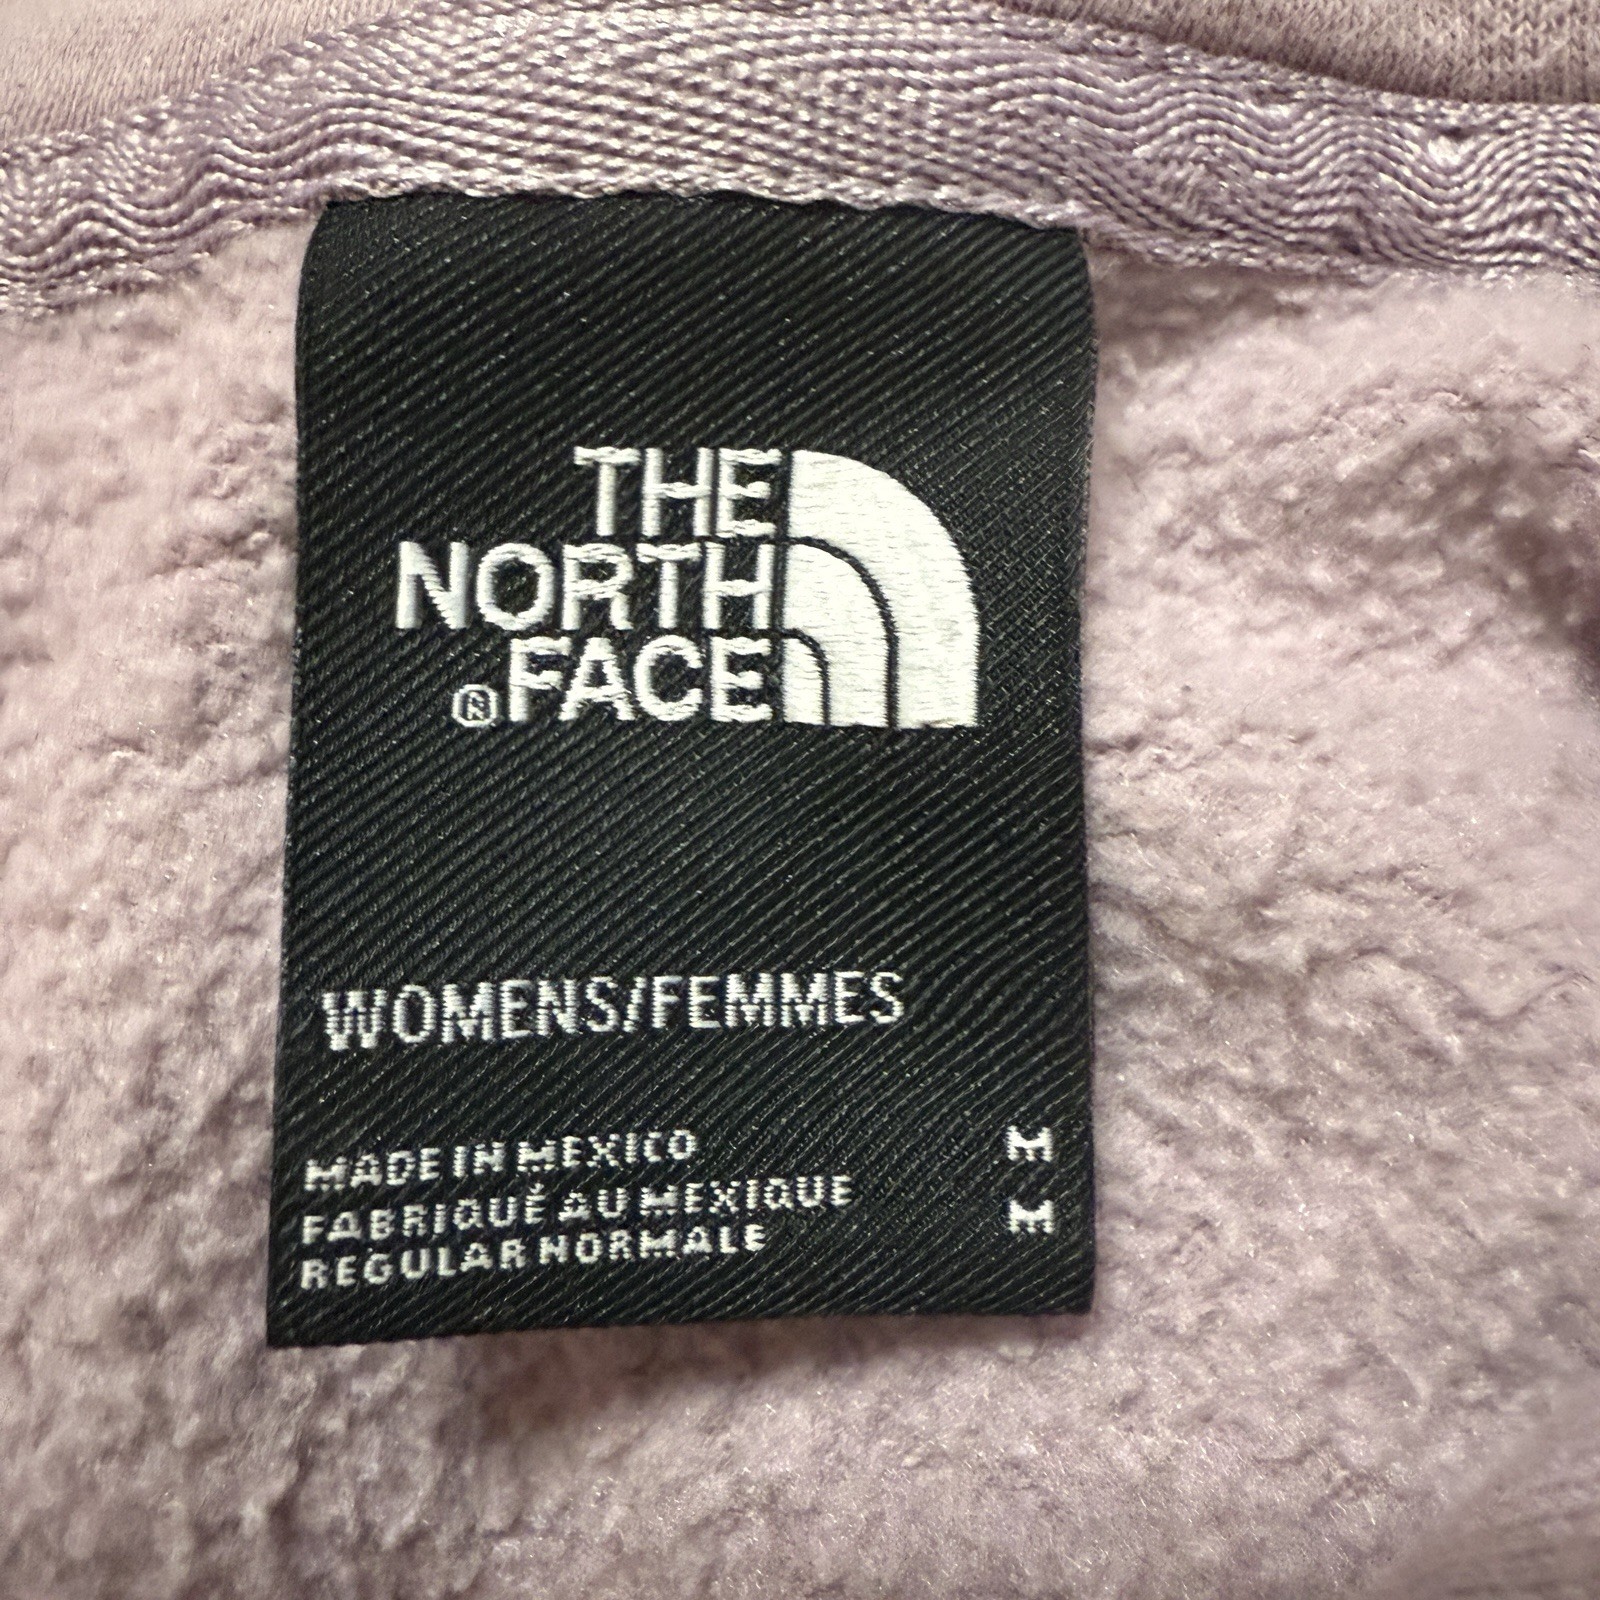 THE
NORTH
®FACE
WOMENS/FEMMES
MADE IN MEXICO M
FABRIQUÉ AU MEXIQUE M
REGULAR NORMALE